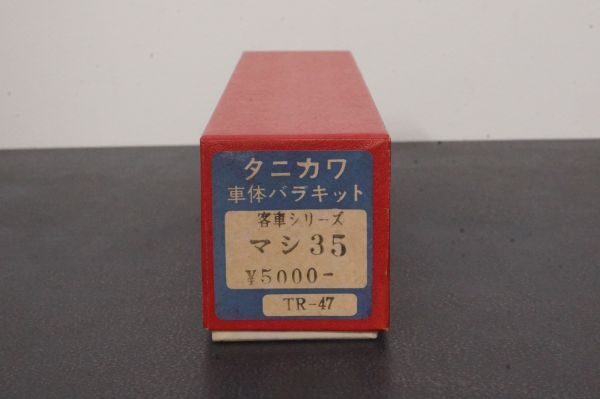 タニカワ
車体バラキット
客車シリーズ
マシ35
¥5000-
TR-47